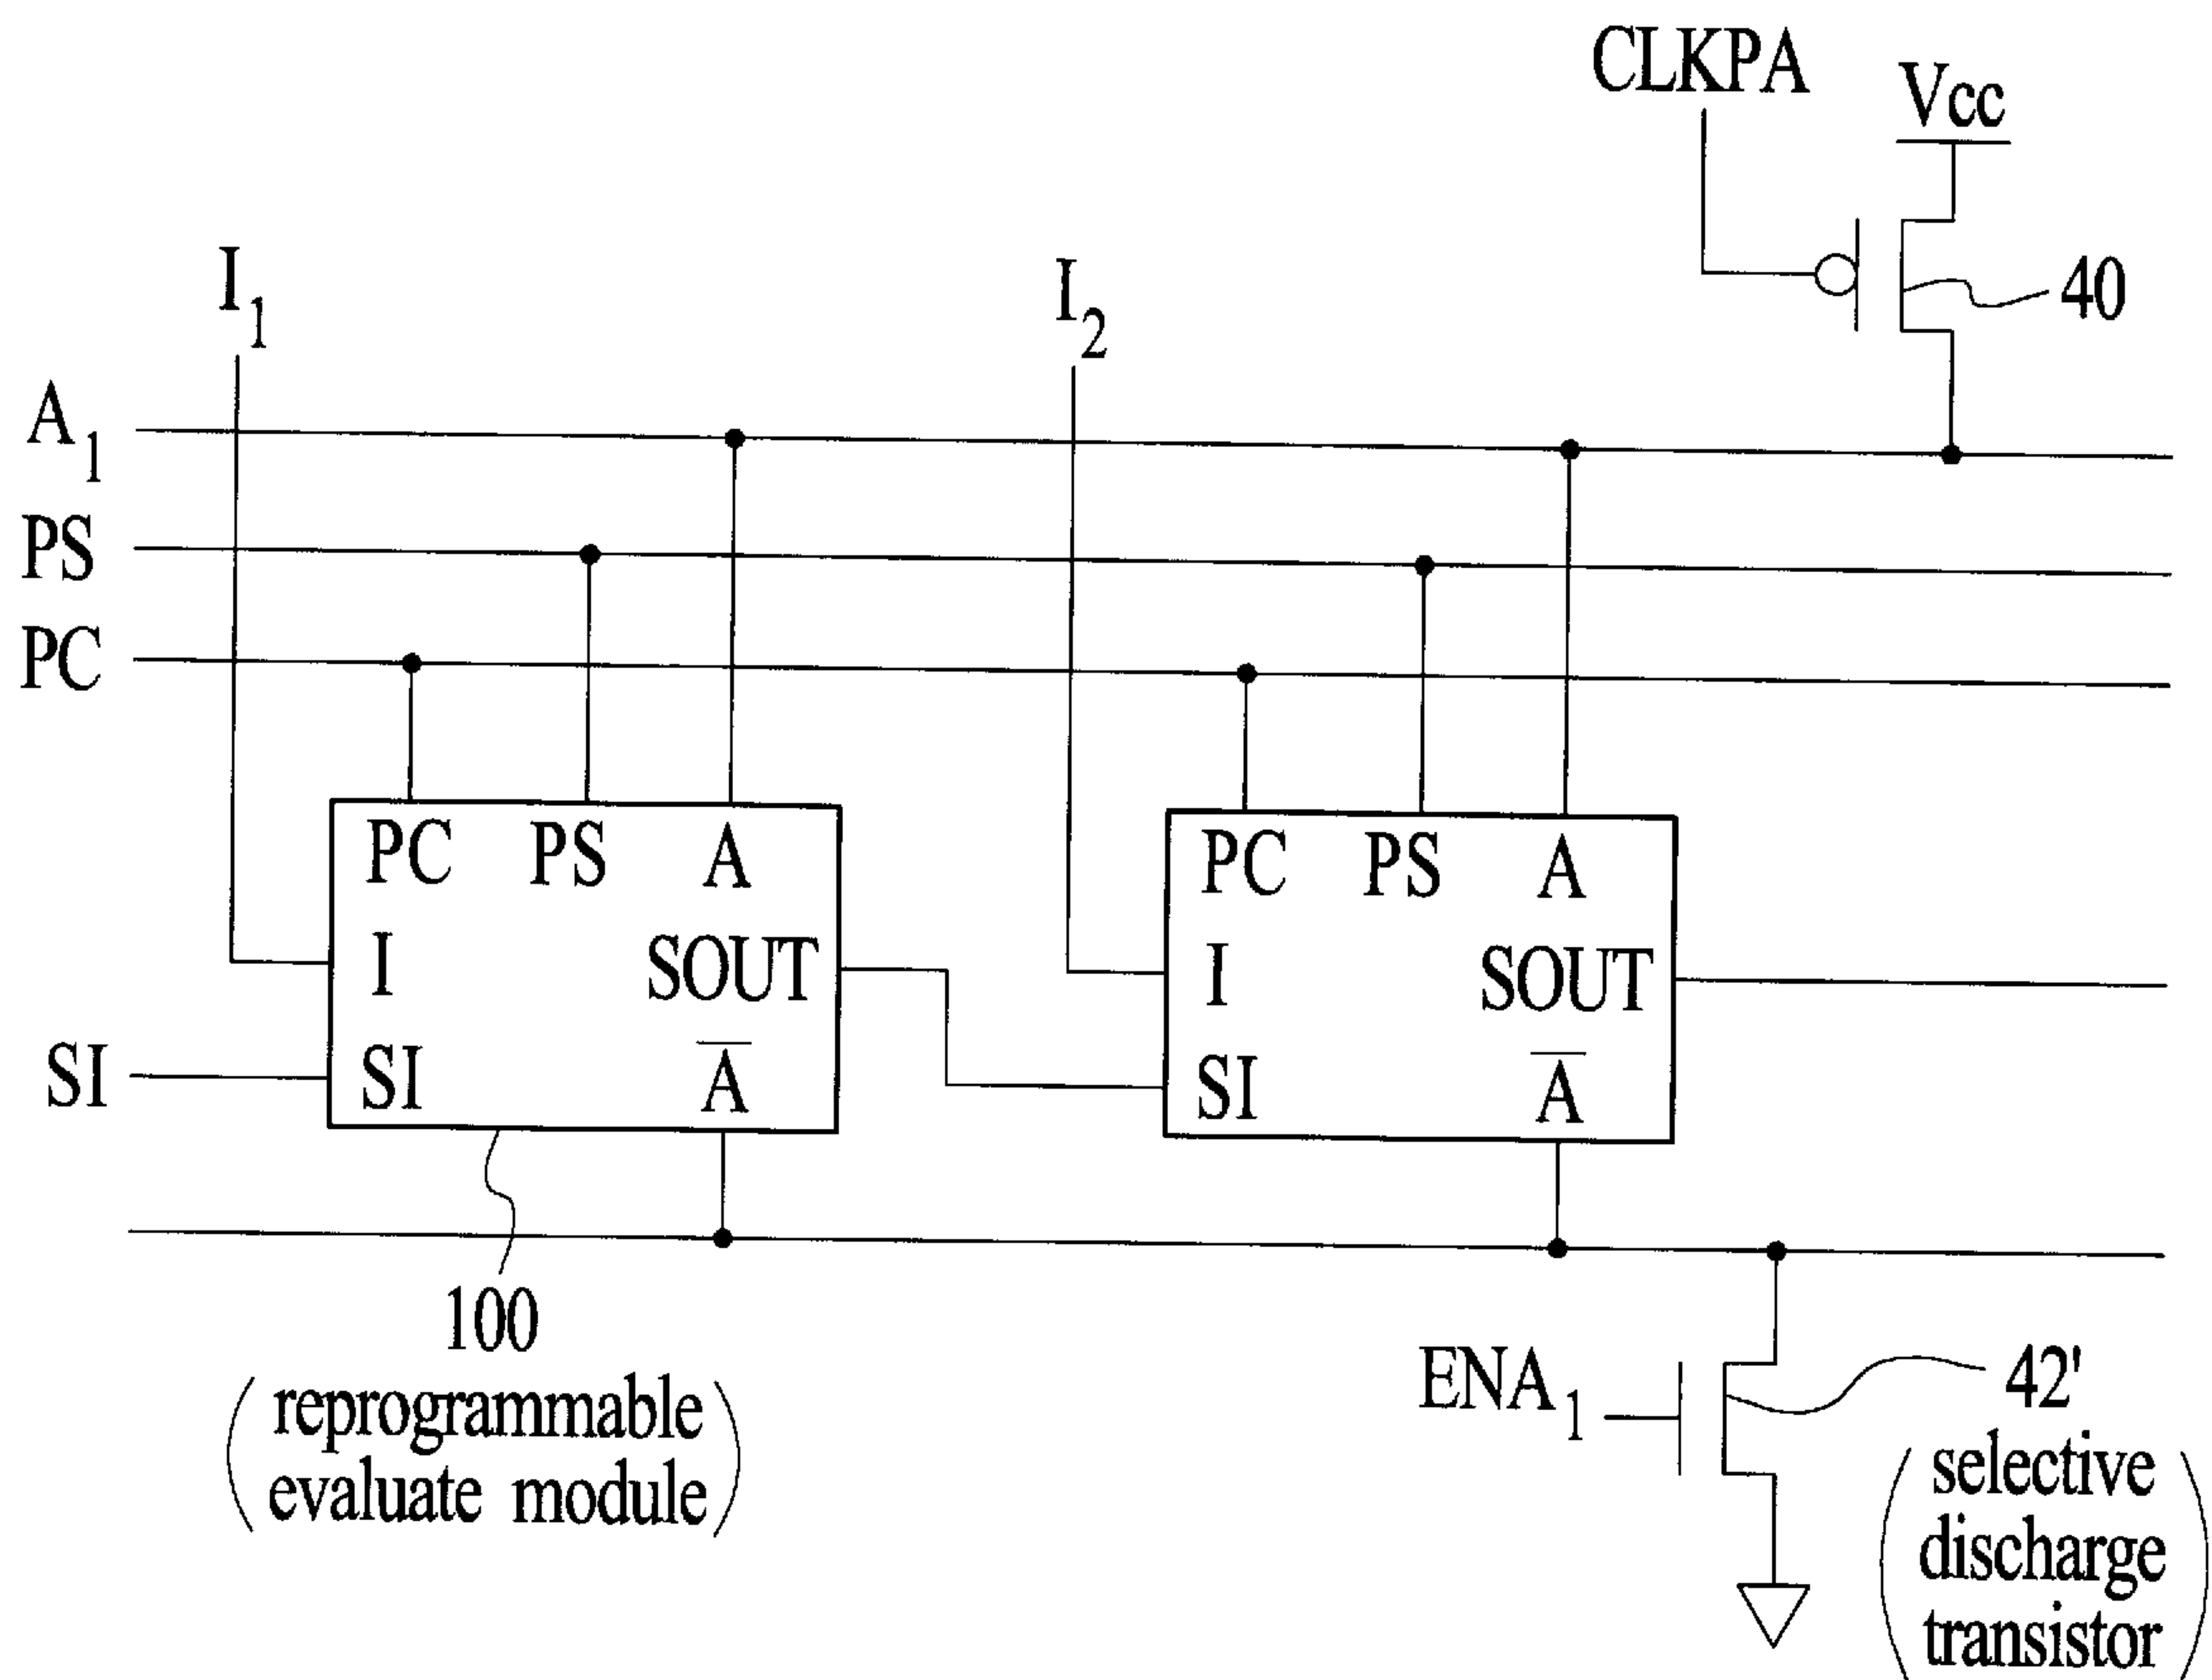 CLKPA
Vcc
40
I1
I2
A1
PS
PC
PC PS A
I SOUT
SI A̅
PC PS A
I SOUT
SI A̅
SI
100
(reprogrammable
evaluate module)
ENA1
42'
(selective
discharge
transistor)